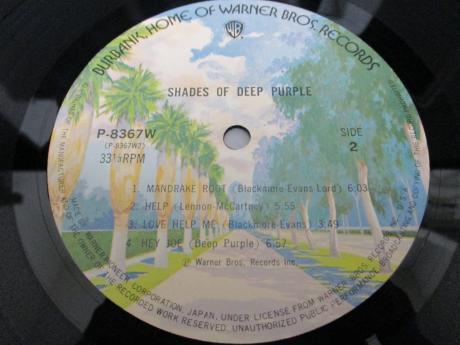 BURBANK, HOME OF WARNER BROS. RECORDS
WB
SHADES OF DEEP PURPLE
P-8367W
(P-8367W2)
33⅓RPM
SIDE
2
1. MANDRAKE ROOT (Blackmore-Evans-Lord) 6:03
2. HELP (Lennon-McCartney) 5:55
3. LOVE HELP ME (Blackmore-Evans) 3:49
4. HEY JOE (Deep Purple) 6:57
℗ Warner Bros. Records Inc.
CORPORATION, JAPAN, UNDER LICENSE FROM WARNER BROS. RECORDS INC.
OF THE RECORDED WORK RESERVED. UNAUTHORIZED PUBLIC PERFORMANCE